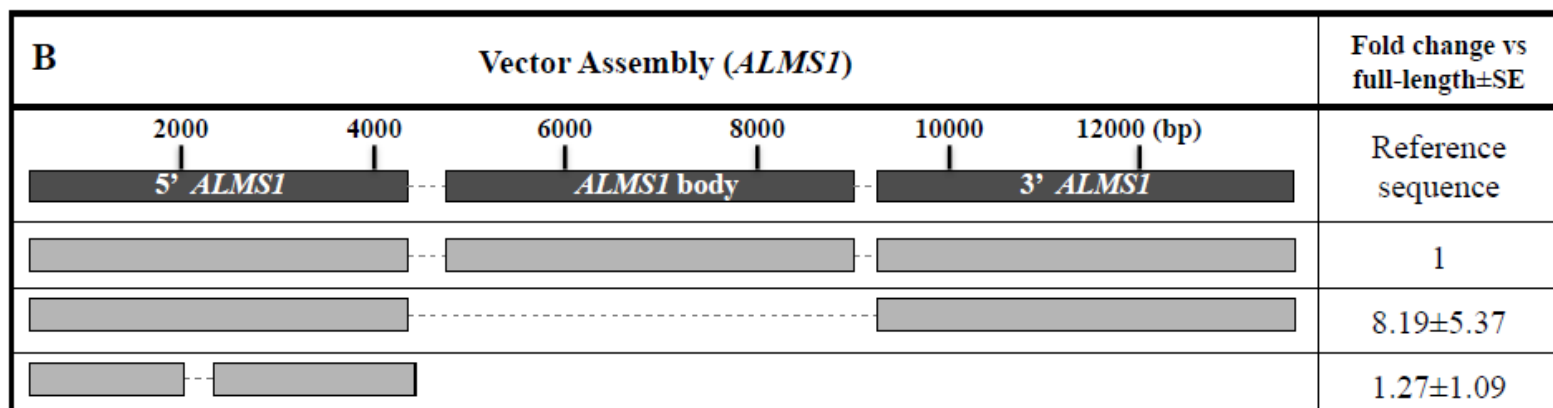 B
Vector Assembly (ALMS1)
Fold change vs
full-length±SE
2000 4000 6000 8000 10000 12000 (bp)
5’ ALMS1 ALMS1 body 3’ ALMS1
Reference
sequence
1
8.19±5.37
1.27±1.09